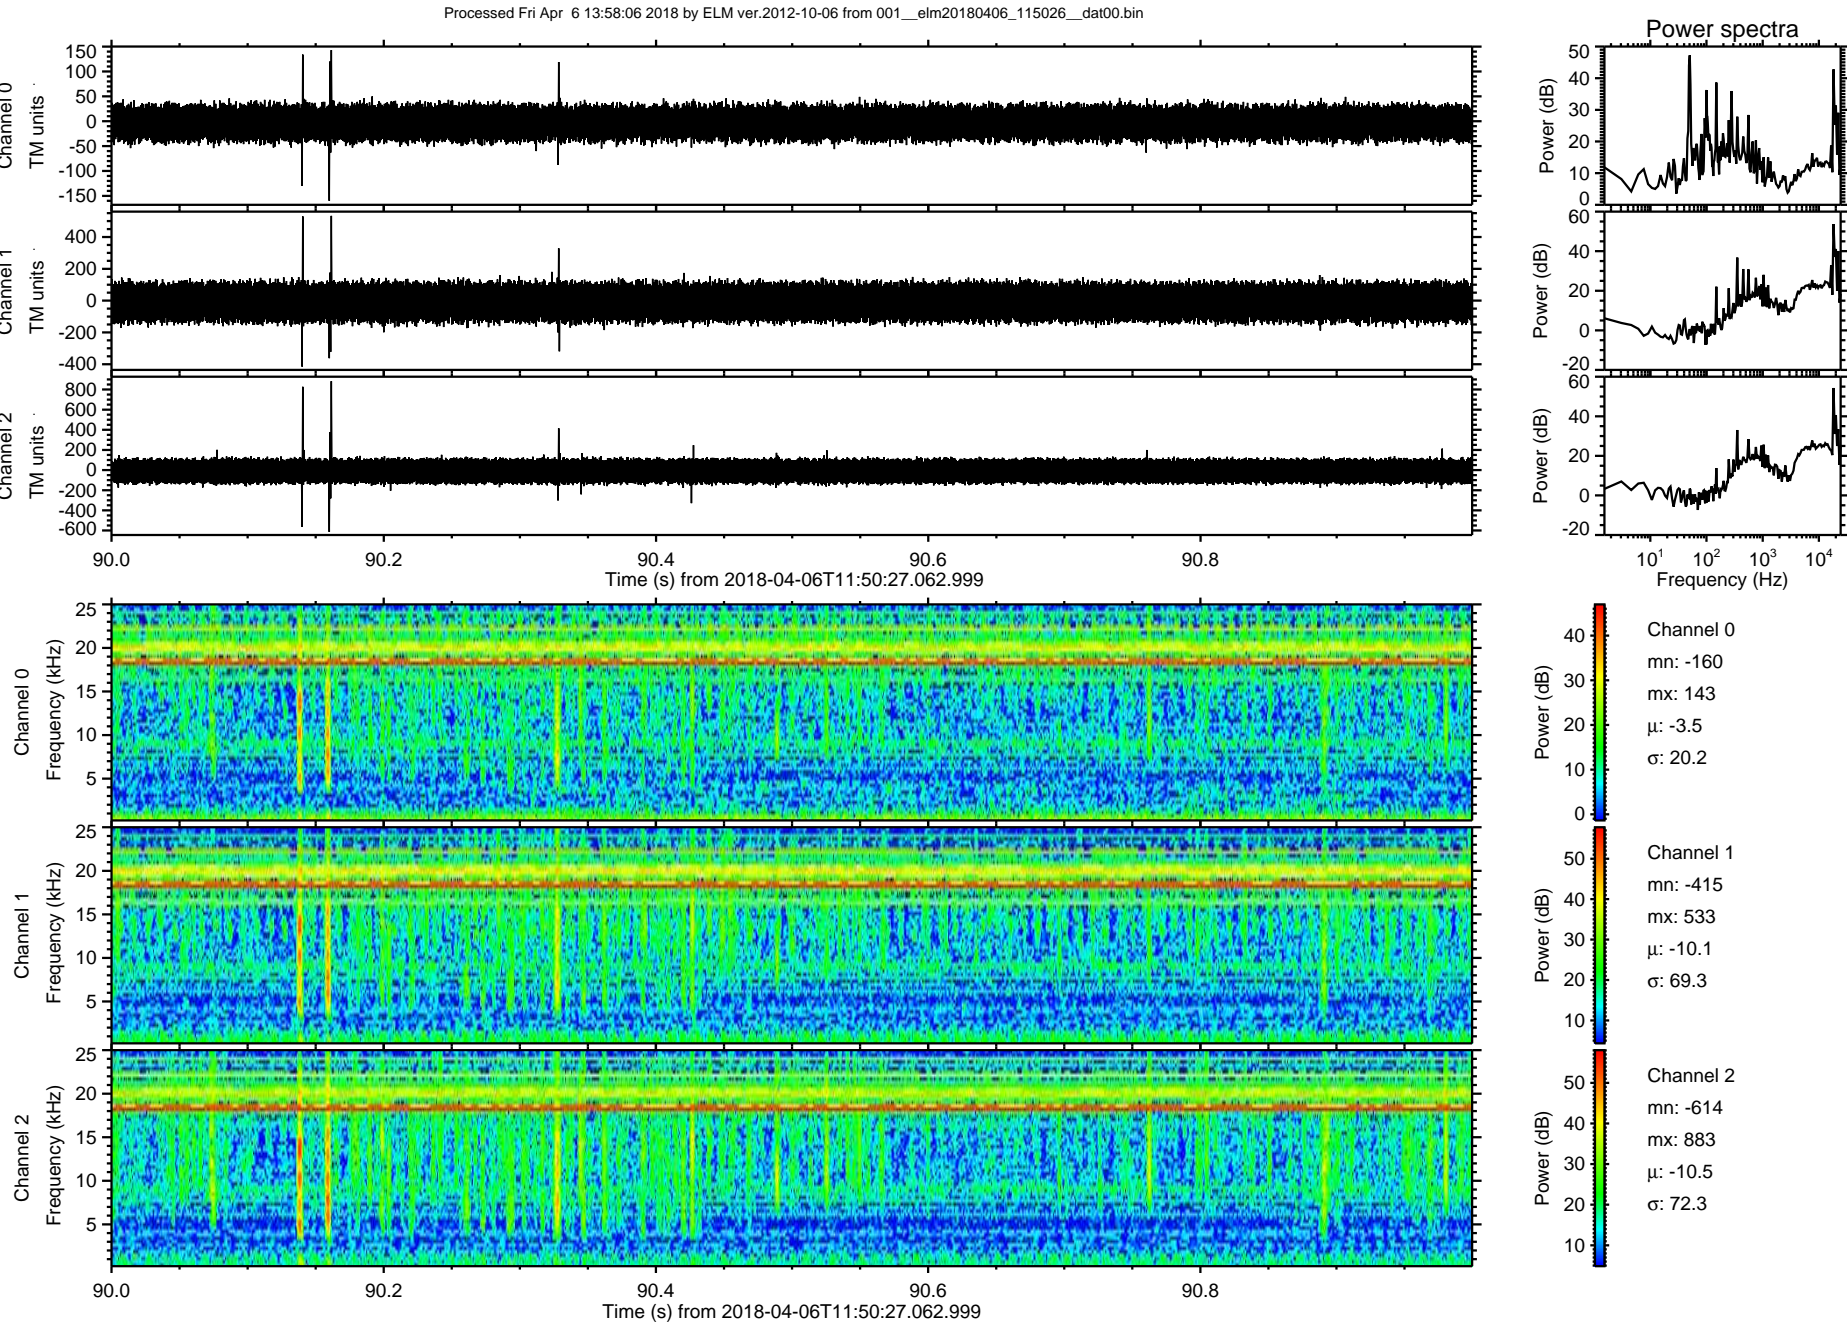 Processed Fri Apr  6 13:58:06 2018 by ELM ver.2012-10-06 from 001__elm20180406_115026__dat00.bin
Power spectra
Channel 0
TM units
150
100
50
0
-50
-100
-150
Power (dB)
50
40
30
20
10
0
Channel 1
TM units
400
200
0
-200
-400
Power (dB)
60
40
20
0
-20
Channel 2
TM units
800
600
400
200
0
-200
-400
-600
Power (dB)
60
40
20
0
-20
90.0 90.2 90.4 90.6 90.8
Time (s) from 2018-04-06T11:50:27.062.999
10¹ 10² 10³ 10⁴
Frequency (Hz)
Channel 0
Frequency (kHz)
25
20
15
10
5
Power (dB)
40
30
20
10
0
Channel 0
mn: -160
mx: 143
μ: -3.5
σ: 20.2
Channel 1
Frequency (kHz)
25
20
15
10
5
Power (dB)
50
40
30
20
10
Channel 1
mn: -415
mx: 533
μ: -10.1
σ: 69.3
Channel 2
Frequency (kHz)
25
20
15
10
5
Power (dB)
50
40
30
20
10
Channel 2
mn: -614
mx: 883
μ: -10.5
σ: 72.3
90.0 90.2 90.4 90.6 90.8
Time (s) from 2018-04-06T11:50:27.062.999